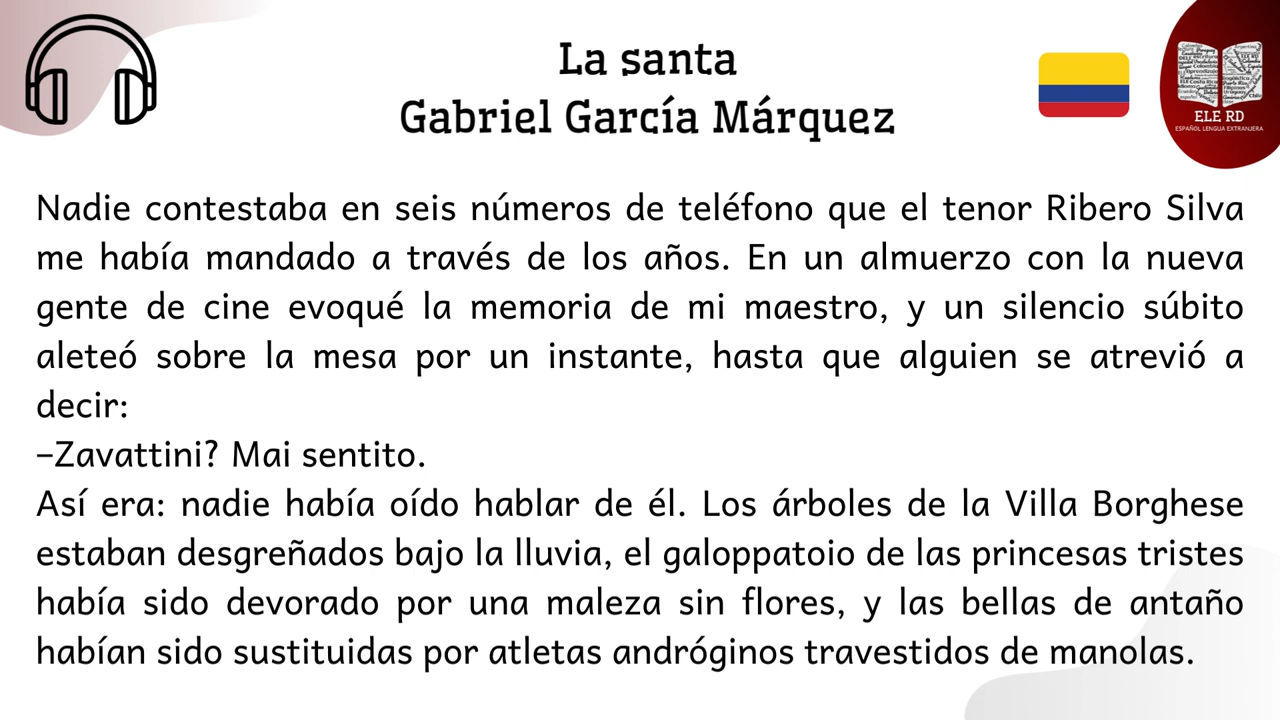 La santa
Gabriel García Márquez
ELE RD
ESPAÑOL LENGUA EXTRANJERA
Nadie contestaba en seis números de teléfono que el tenor Ribero Silva
me había mandado a través de los años. En un almuerzo con la nueva
gente de cine evoqué la memoria de mi maestro, y un silencio súbito
aleteó sobre la mesa por un instante, hasta que alguien se atrevió a
decir:
–Zavattini? Mai sentito.
Así era: nadie había oído hablar de él. Los árboles de la Villa Borghese
estaban desgreñados bajo la lluvia, el galoppatoio de las princesas tristes
había sido devorado por una maleza sin flores, y las bellas de antaño
habían sido sustituidas por atletas andróginos travestidos de manolas.